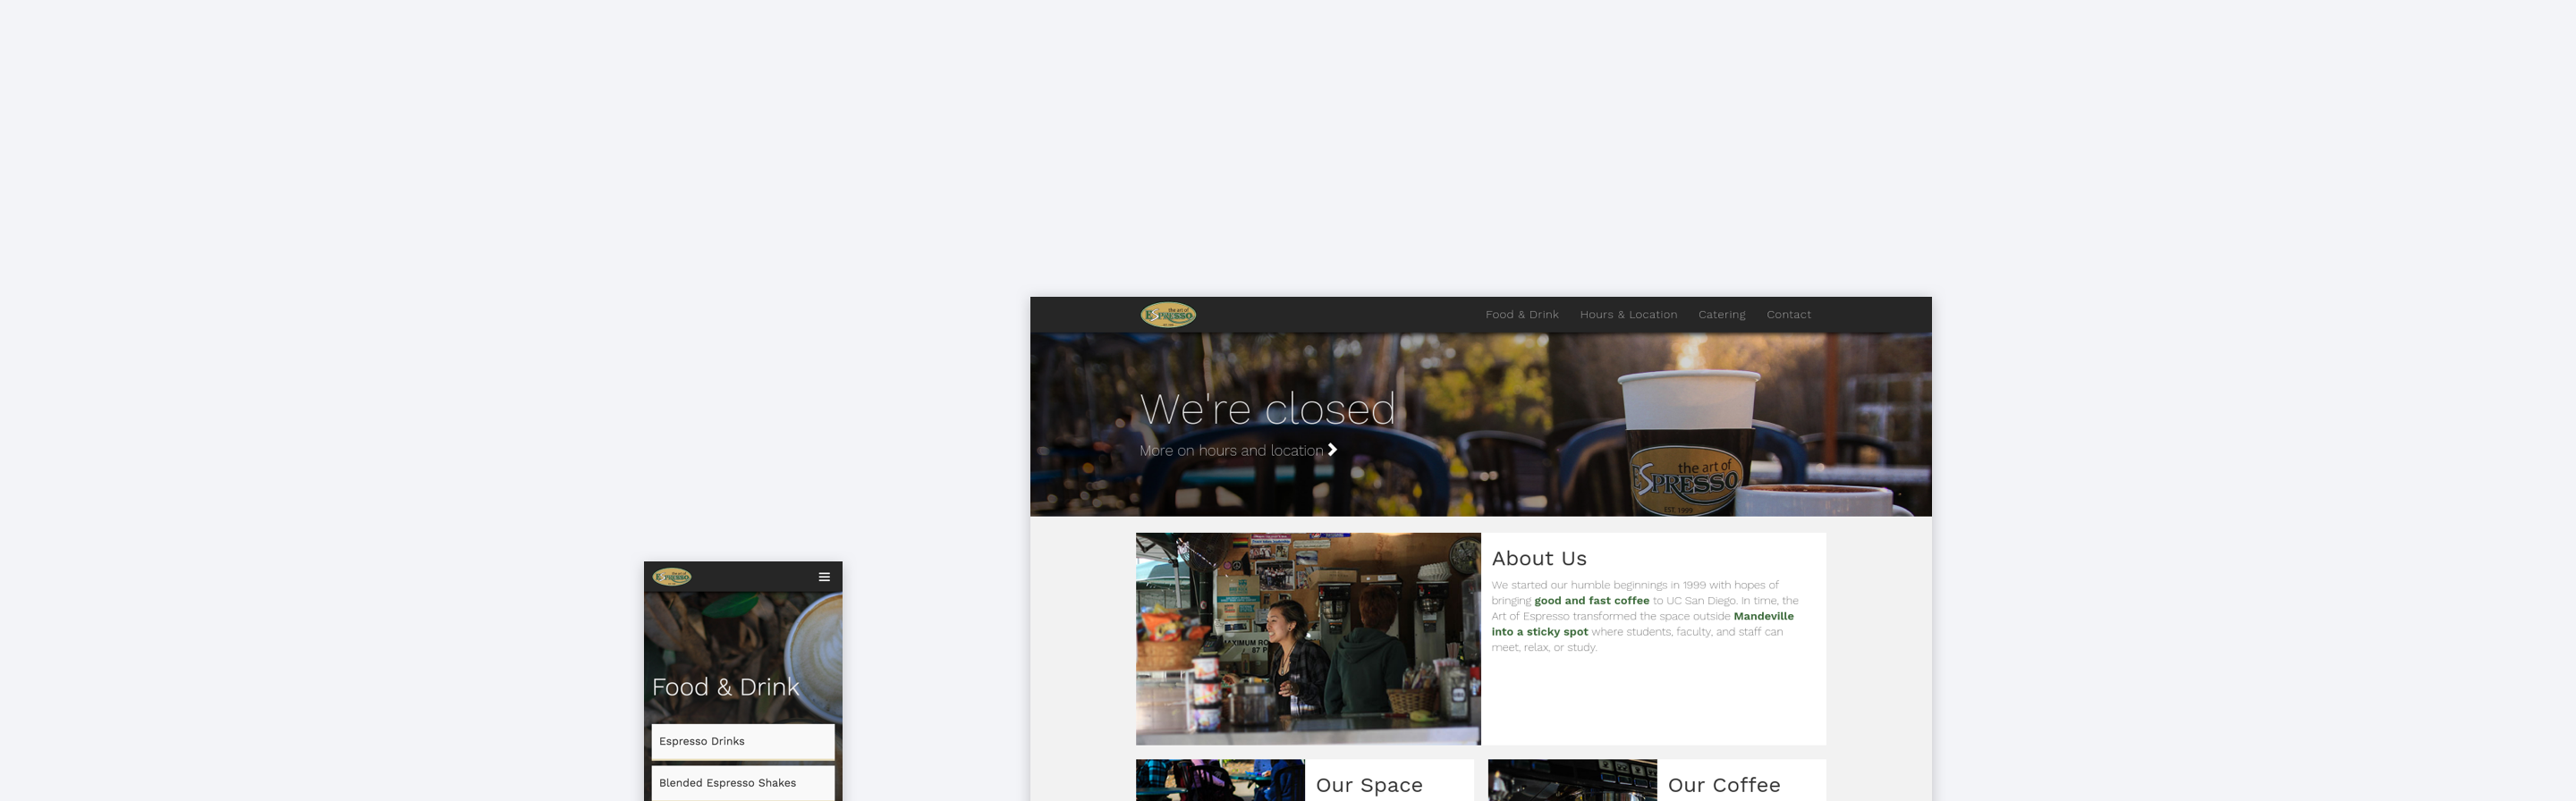 the art of
ESPRESSO
Food & Drink
Espresso Drinks
Blended Espresso Shakes
the art of
ESPRESSO
Food & Drink Hours & Location Catering Contact
We're closed
More on hours and location
the art of
ESPRESSO
EST. 1999
About Us
We started our humble beginnings in 1999 with hopes of
bringing good and fast coffee to UC San Diego. In time, the
Art of Espresso transformed the space outside Mandeville
into a sticky spot where students, faculty, and staff can
meet, relax, or study.
MAXIMUM
Our Space
Our Coffee